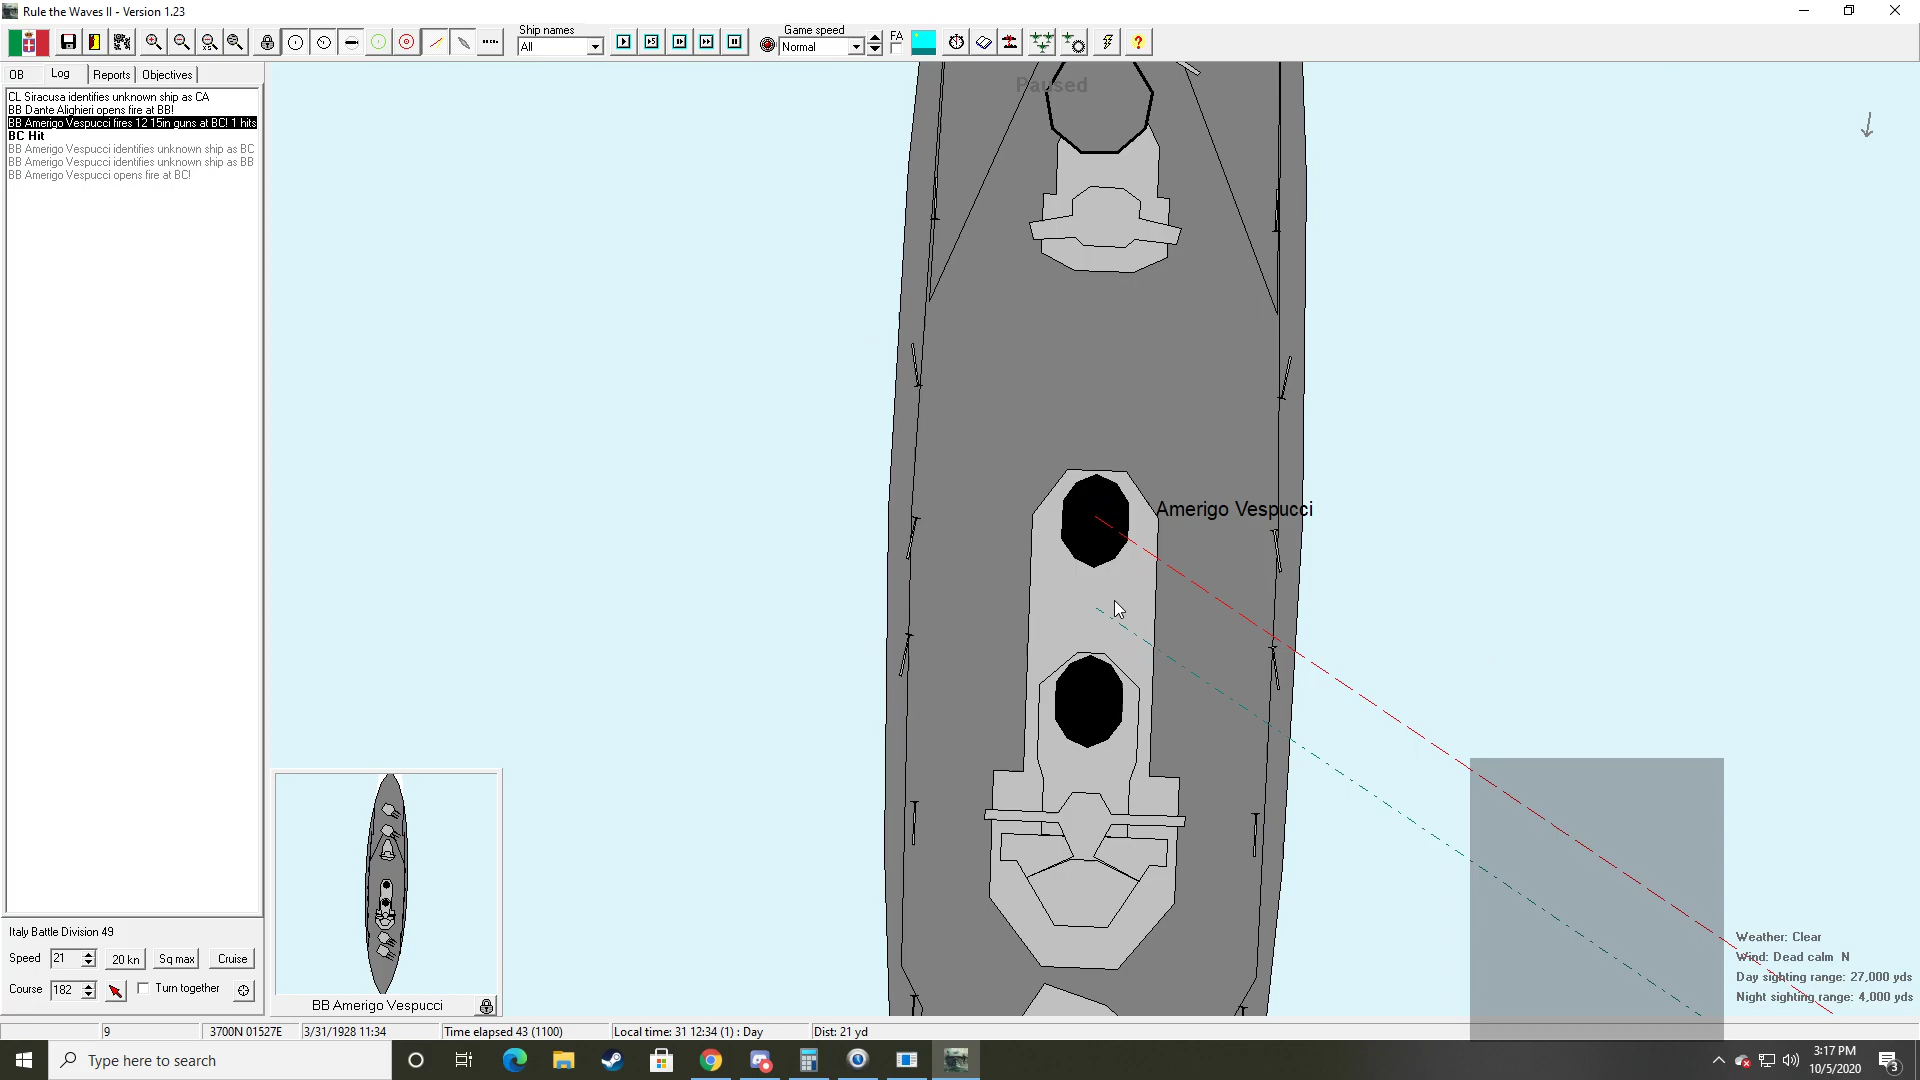 Rule the Waves II - Version 1.23
Ship names
All
Game speed
Normal
FA
OB
Log
Reports
Objectives
CL Siracusa identifies unknown ship as CA
BB Dante Alighieri opens fire at BB!
BB Amerigo Vespucci fires 12 15in guns at BC! 1 hits
BC Hit
BB Amerigo Vespucci identifies unknown ship as BC
BB Amerigo Vespucci identifies unknown ship as BB
BB Amerigo Vespucci opens fire at BC!
Paused
Amerigo Vespucci
Weather: Clear
Wind: Dead calm N
Day sighting range: 27,000 yds
Night sighting range: 4,000 yds
Italy Battle Division 49
Speed 21 20 kn Sq max Cruise
Course 182 Turn together
BB Amerigo Vespucci
9 3700N 01527E 3/31/1928 11:34 Time elapsed 43 (1100) Local time: 31 12:34 (1) : Day Dist: 21 yd
Type here to search
3:17 PM
10/5/2020
3